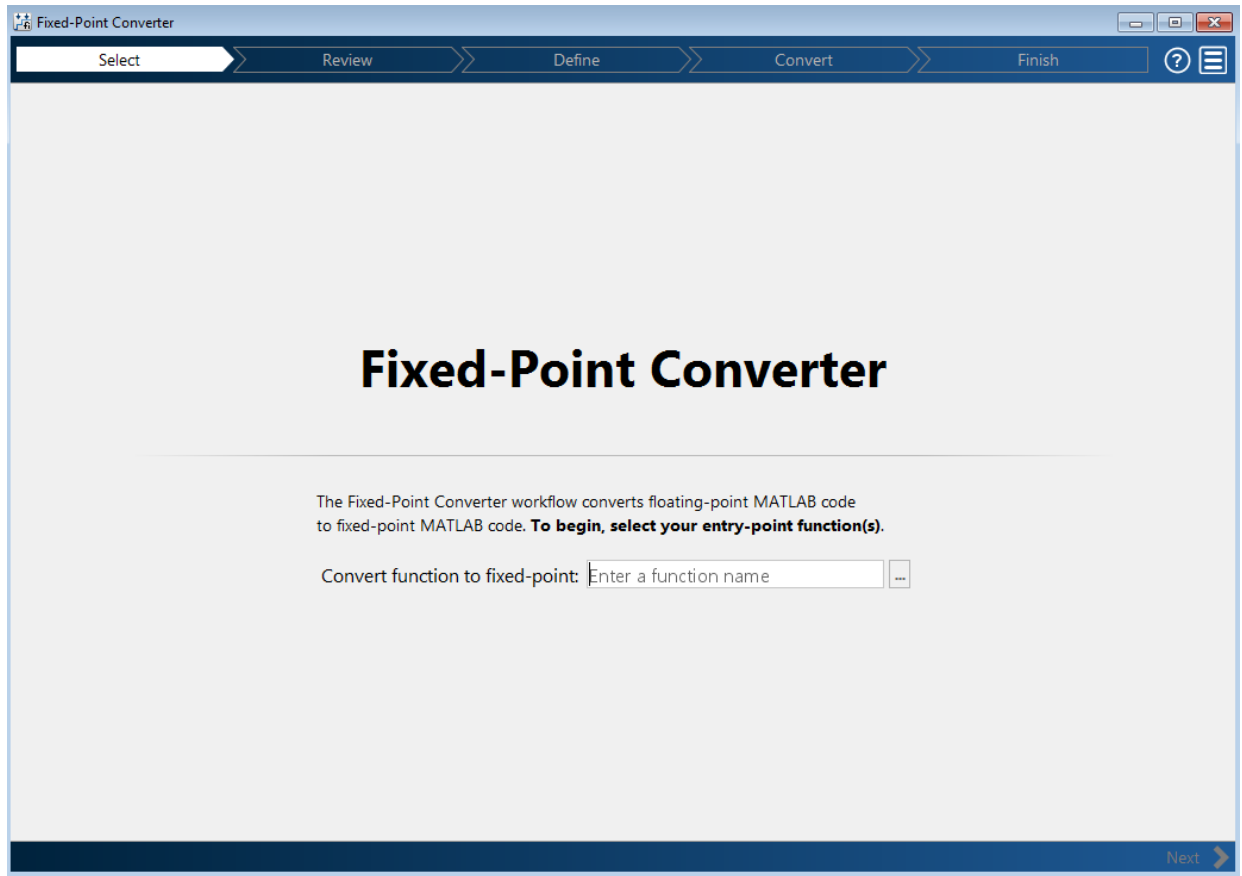 Fixed-Point Converter
Select Review Define Convert Finish
Fixed-Point Converter
The Fixed-Point Converter workflow converts floating-point MATLAB code
to fixed-point MATLAB code. To begin, select your entry-point function(s).
Convert function to fixed-point: Enter a function name ...
Next